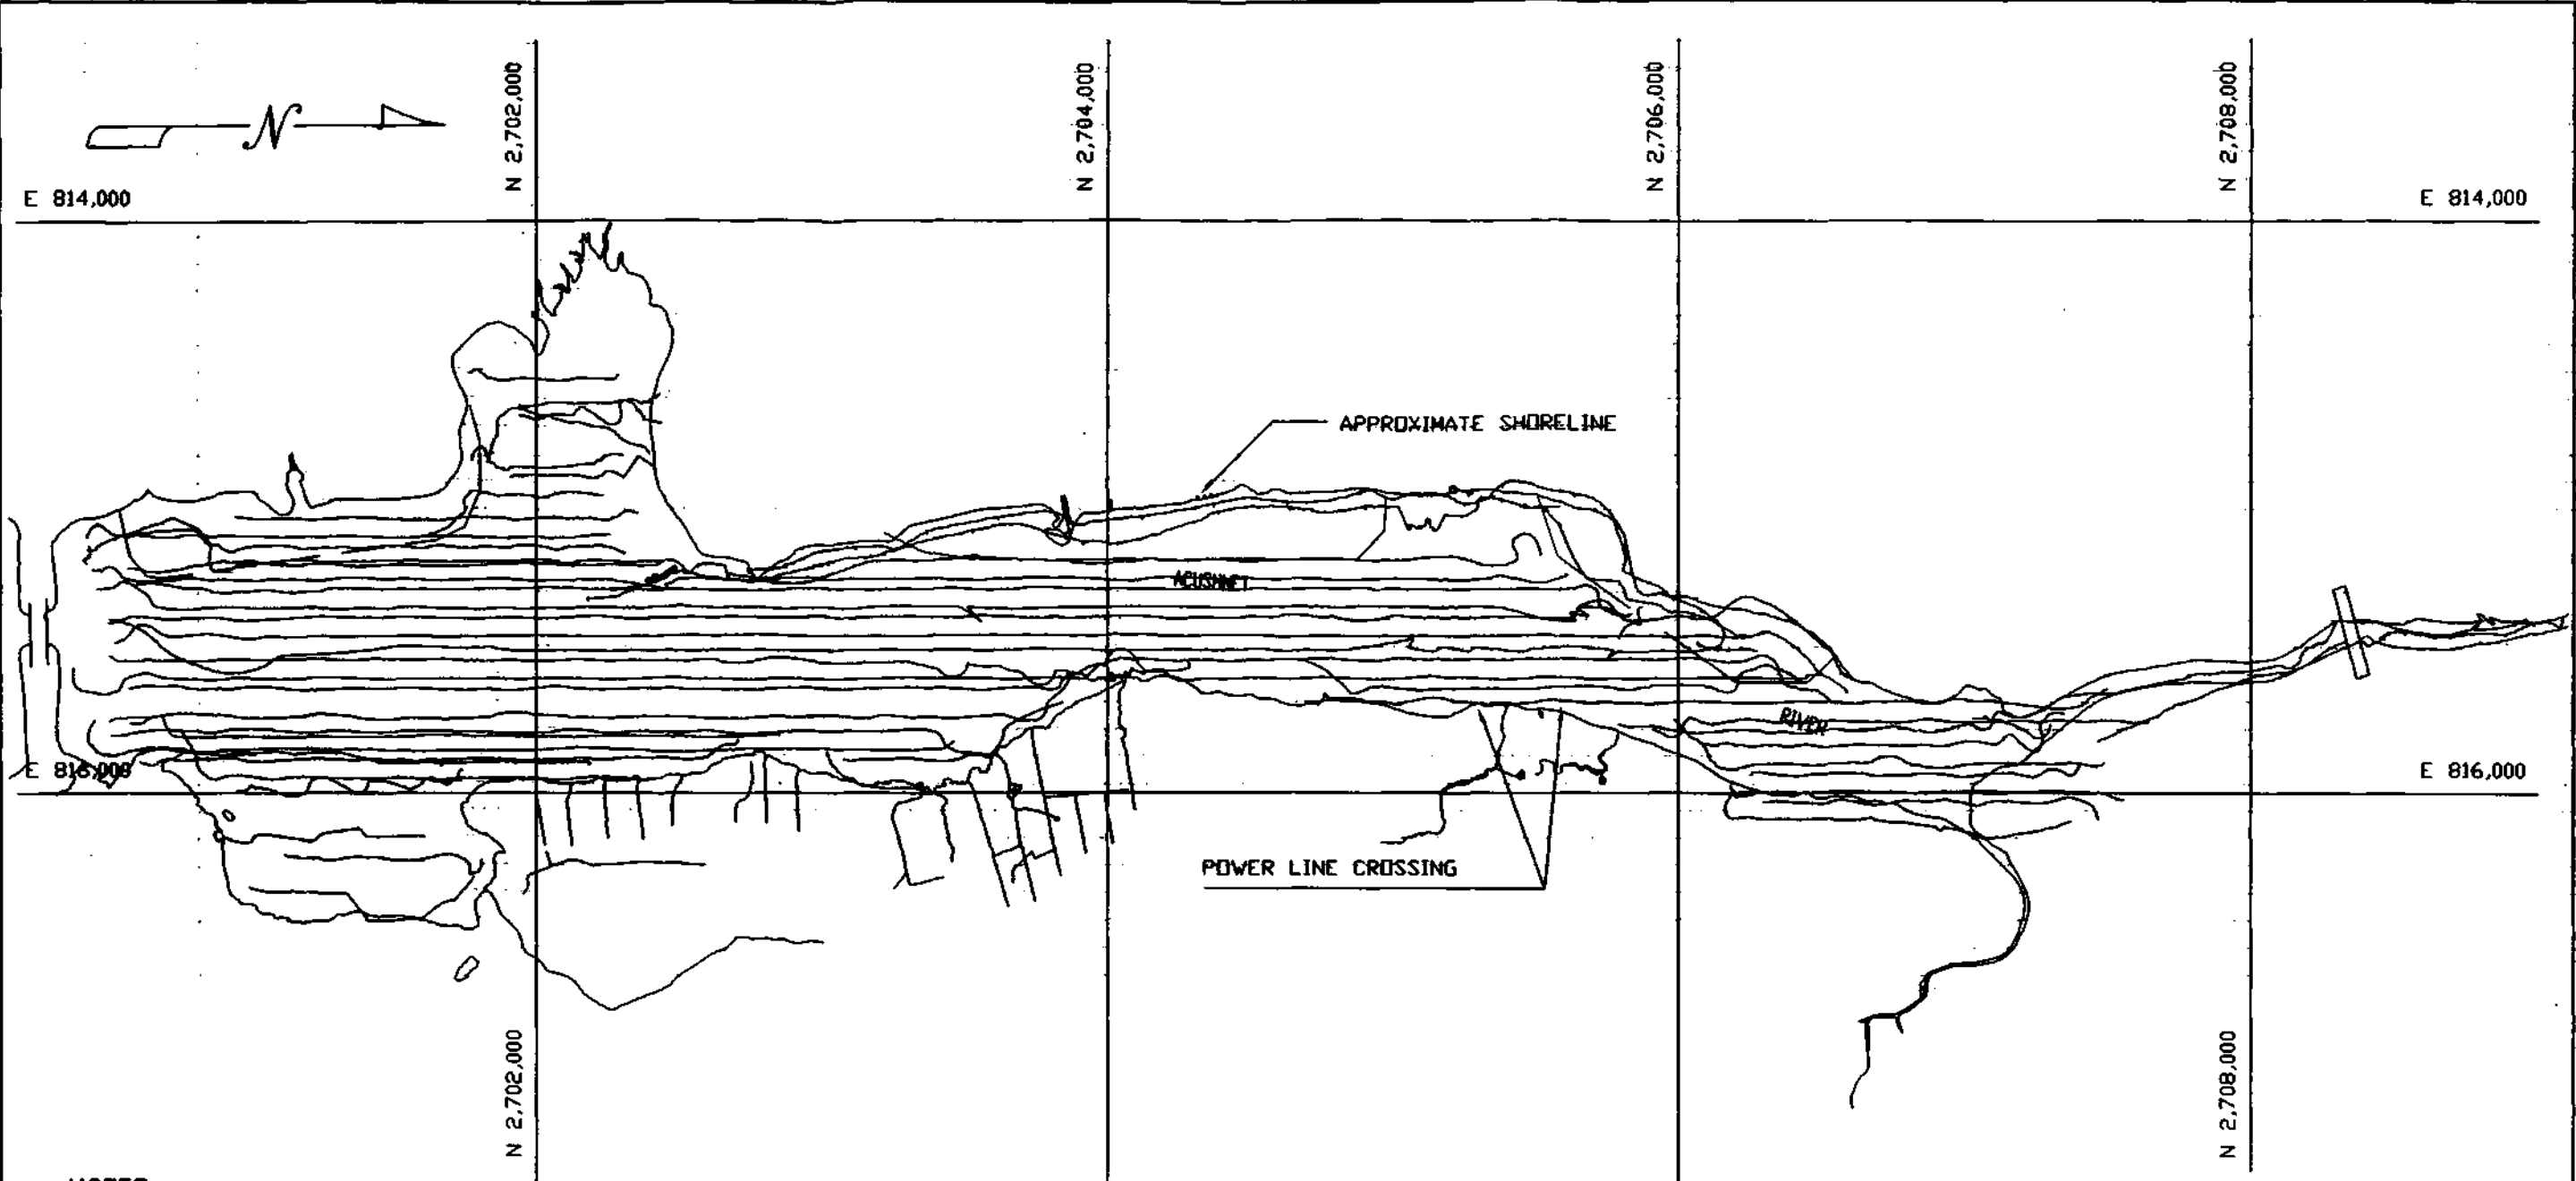 N 2,702,000
N 2,704,000
N 2,706,000
N 2,708,000
N
E 814,000
E 814,000
APPROXIMATE SHORELINE
ACUSHNET
RIVER
E 816,000
E 816,000
POWER LINE CROSSING
N 2,702,000
N 2,708,000